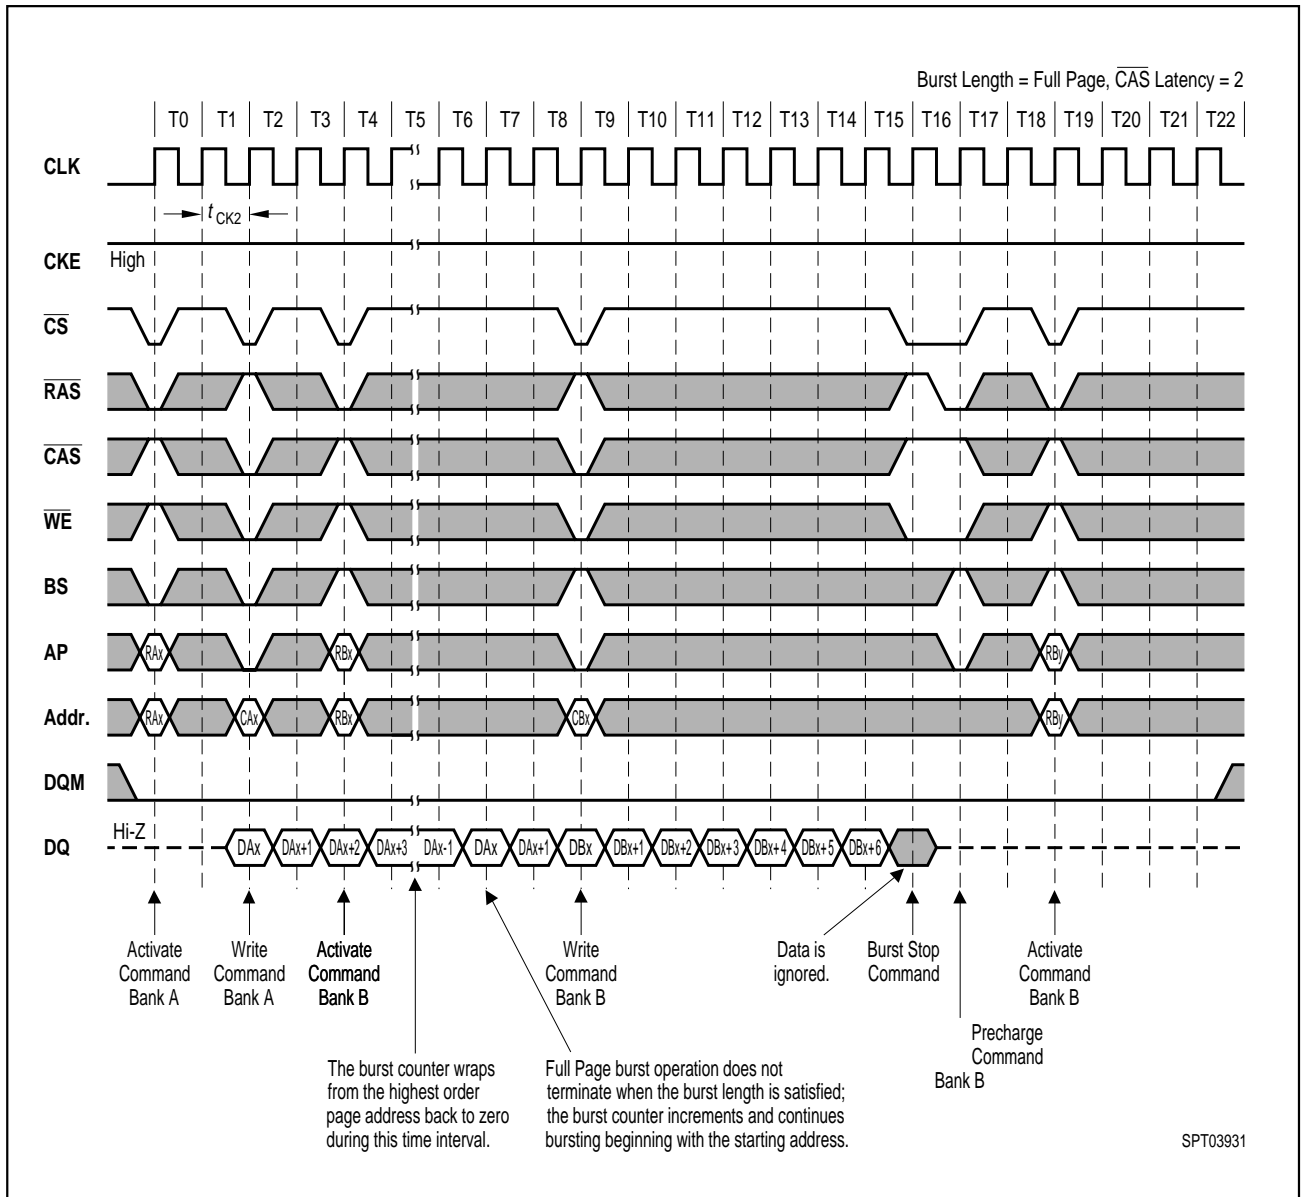 Burst Length = Full Page, CAS Latency = 2
T0 T1 T2 T3 T4 T5 T6 T7 T8 T9 T10 T11 T12 T13 T14 T15 T16 T17 T18 T19 T20 T21 T22
CLK
t CK2
CKE High
CS
RAS
CAS
WE
BS
AP RAx RBx RBy
Addr. RAx CAx RBx CBx RBy
DQM
DQ Hi-Z DAx DAx+1 DAx+2 DAx+3 DAx-1 DAx DAx+1 DBx DBx+1 DBx+2 DBx+3 DBx+4 DBx+5 DBx+6
Activate
Command
Bank A
Write
Command
Bank A
Activate
Command
Bank B
Write
Command
Bank B
Data is
ignored.
Burst Stop
Command
Activate
Command
Bank B
Precharge
Command
Bank B
The burst counter wraps
from the highest order
page address back to zero
during this time interval.
Full Page burst operation does not
terminate when the burst length is satisfied;
the burst counter increments and continues
bursting beginning with the starting address.
SPT03931